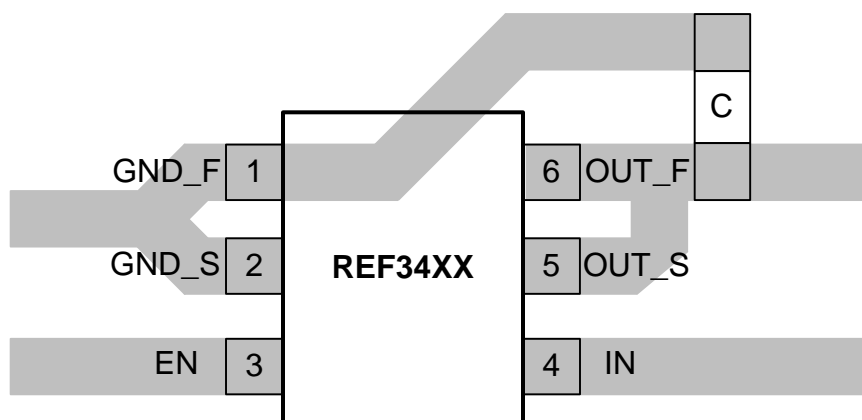 C
GND_F 1 6 OUT_F
GND_S 2 REF34XX 5 OUT_S
EN 3 4 IN